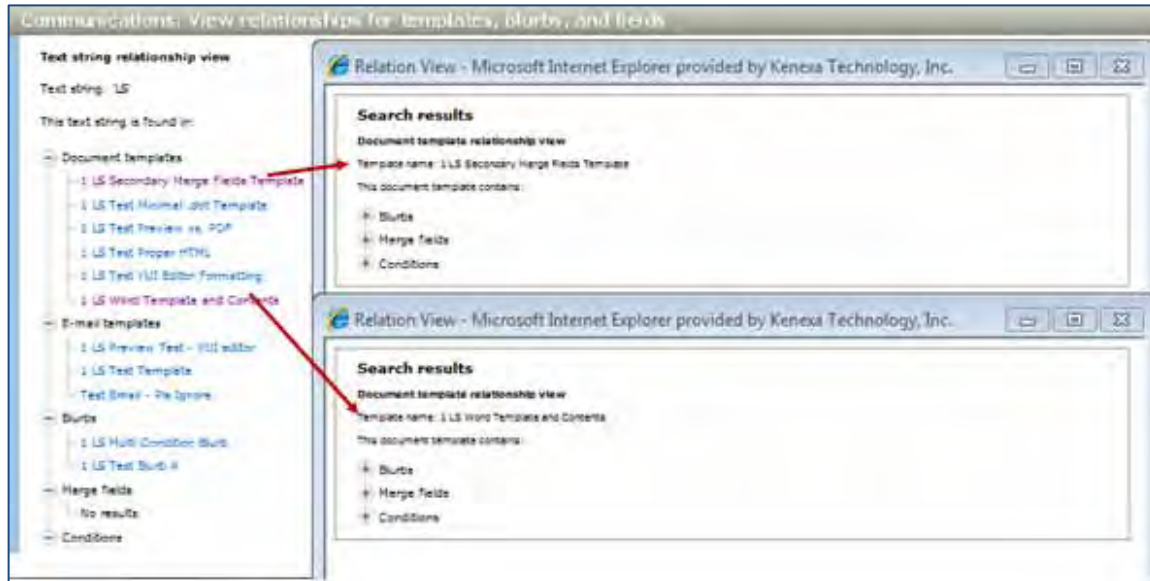 Communications: View relationships for templates, blurbs, and fields
Text string relationship view
Text string: 'LS'
This text string is found in:
Document templates
1 LS Secondary Merge Fields Template
1 LS Test Minimal .dot Template
1 LS Test Preview vs. PDF
1 LS Test Proper HTML
1 LS Test YUI Editor Formatting
1 LS Word Template and Contents
E-mail templates
1 LS Preview Test - YUI editor
1 LS Test Template
Test Email - Pls Ignore
Blurbs
1 LS Multi Condition Blurb
1 LS Test Blurb A
Merge fields
No results
Conditions
Relation View - Microsoft Internet Explorer provided by Kenexa Technology, Inc.
Search results
Document template relationship view
Template name: 1 LS Secondary Merge Fields Template
This document template contains:
Blurbs
Merge fields
Conditions
Relation View - Microsoft Internet Explorer provided by Kenexa Technology, Inc.
Search results
Document template relationship view
Template name: 1 LS Word Template and Contents
This document template contains:
Blurbs
Merge fields
Conditions